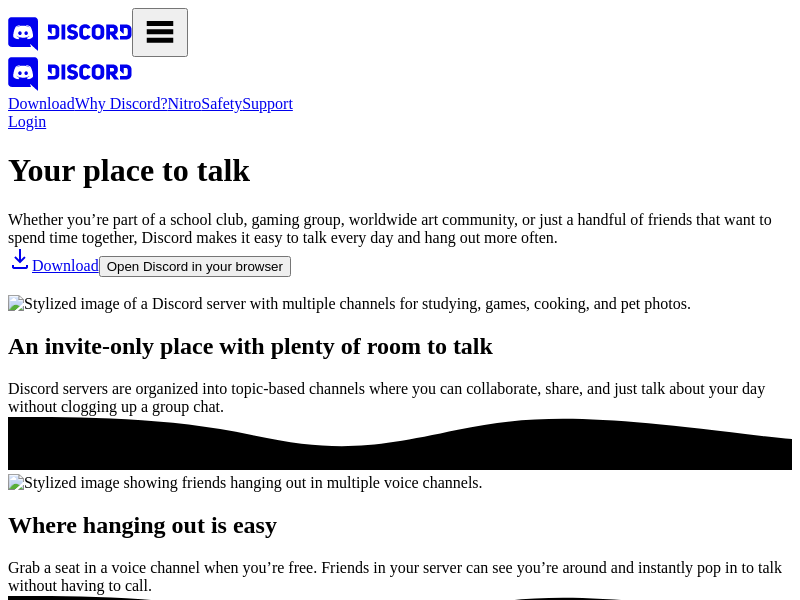 DISCORD
DISCORD
DownloadWhy Discord?NitroSafetySupport
Login
Your place to talk
Whether you’re part of a school club, gaming group, worldwide art community, or just a handful of friends that want to
spend time together, Discord makes it easy to talk every day and hang out more often.
Download Open Discord in your browser
Stylized image of a Discord server with multiple channels for studying, games, cooking, and pet photos.
An invite-only place with plenty of room to talk
Discord servers are organized into topic-based channels where you can collaborate, share, and just talk about your day
without clogging up a group chat.
Stylized image showing friends hanging out in multiple voice channels.
Where hanging out is easy
Grab a seat in a voice channel when you’re free. Friends in your server can see you’re around and instantly pop in to talk
without having to call.